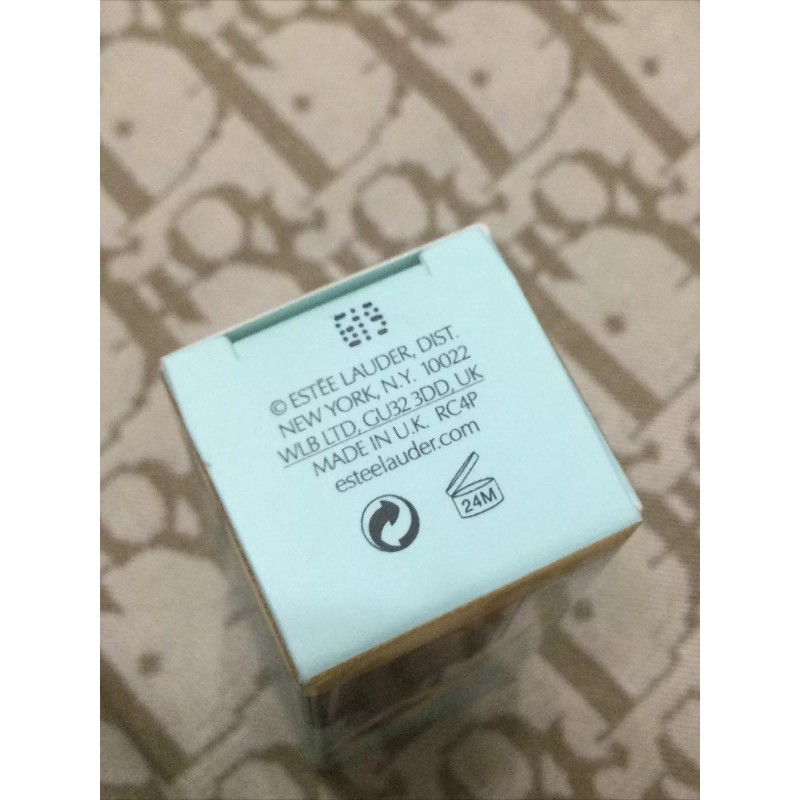 © ESTĒE LAUDER, DIST.
NEW YORK, N.Y. 10022
WLB LTD, GU32 3DD, UK
MADE IN U.K. RC4P
esteelauder.com
24M